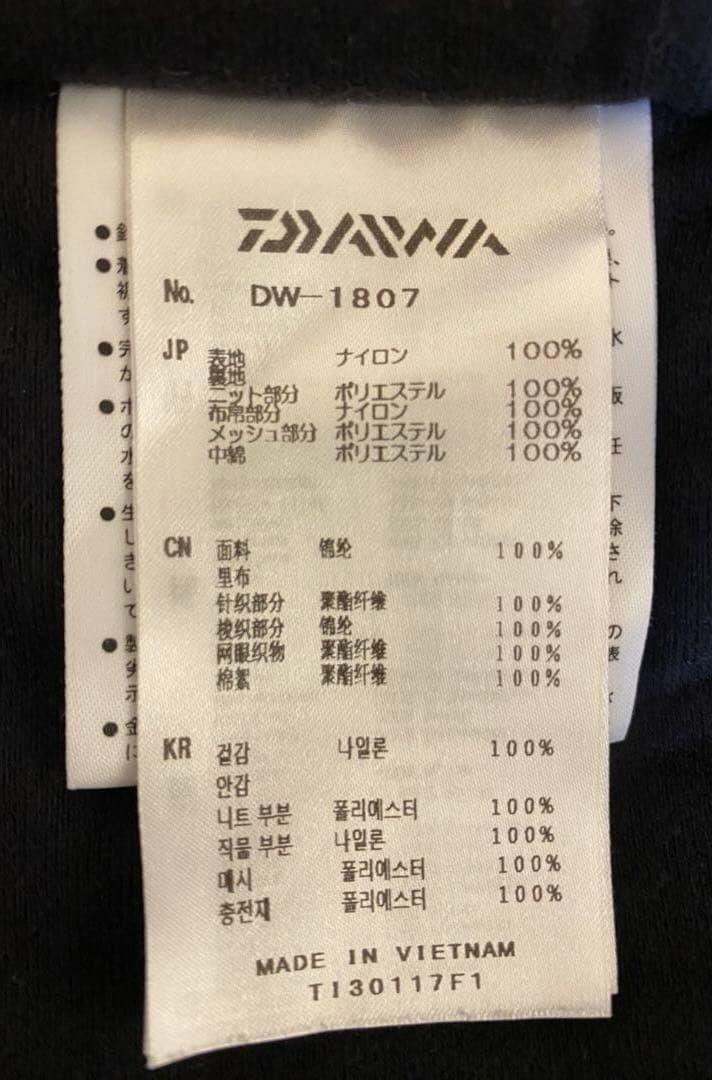 DAIWA
No. DW-1807
JP 表地 ナイロン 100%
裏地
ニット部分 ポリエステル 100%
布帛部分 ナイロン 100%
メッシュ部分 ポリエステル 100%
中綿 ポリエステル 100%
CN 面料 锦纶 100%
里布
针织部分 聚酯纤维 100%
梭织部分 锦纶 100%
网眼织物 聚酯纤维 100%
棉絮 聚酯纤维 100%
KR 겉감 나일론 100%
안감
니트 부분 폴리에스터 100%
직물 부분 나일론 100%
메시 폴리에스터 100%
충전재 폴리에스터 100%
MADE IN VIETNAM
TI30117F1